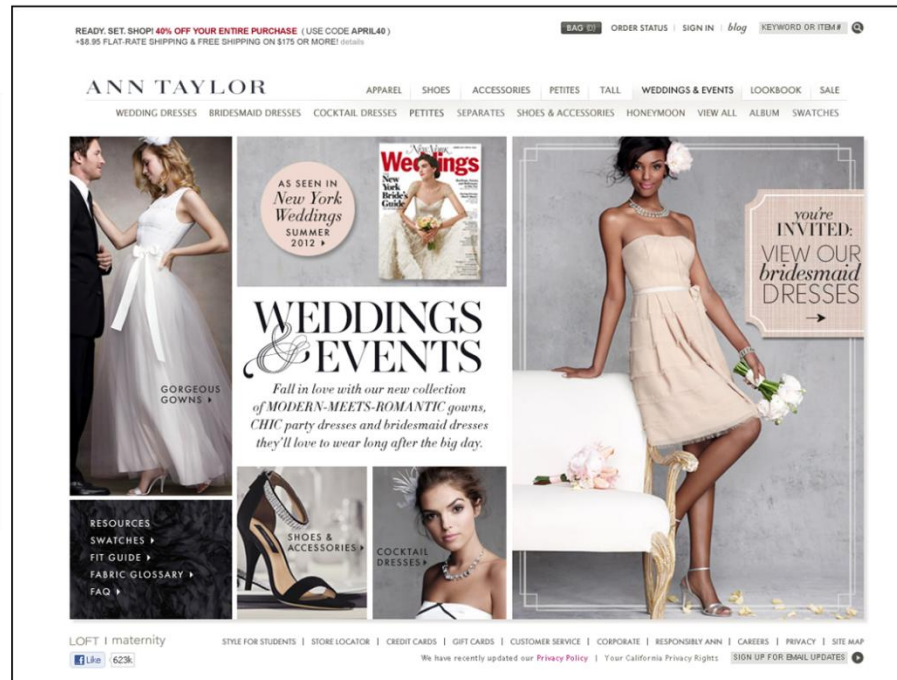 READY. SET. SHOP! 40% OFF YOUR ENTIRE PURCHASE ( USE CODE APRIL40 )
+$8.95 FLAT-RATE SHIPPING & FREE SHIPPING ON $175 OR MORE! details
BAG (0) ORDER STATUS | SIGN IN | blog KEYWORD OR ITEM#
ANN TAYLOR
APPAREL SHOES ACCESSORIES PETITES TALL WEDDINGS & EVENTS LOOKBOOK SALE
WEDDING DRESSES BRIDESMAID DRESSES COCKTAIL DRESSES PETITES SEPARATES SHOES & ACCESSORIES HONEYMOON VIEW ALL ALBUM SWATCHES
GORGEOUS
GOWNS
AS SEEN IN
New York
Weddings
SUMMER
2012
New York
Weddings
New
York
Bride's
Guide
WEDDINGS
& EVENTS
Fall in love with our new collection
of MODERN-MEETS-ROMANTIC gowns,
CHIC party dresses and bridesmaid dresses
they'll love to wear long after the big day.
you're
INVITED:
VIEW OUR
bridesmaid
DRESSES
RESOURCES
SWATCHES
FIT GUIDE
FABRIC GLOSSARY
FAQ
SHOES &
ACCESSORIES
COCKTAIL
DRESSES
LOFT | maternity
STYLE FOR STUDENTS | STORE LOCATOR | CREDIT CARDS | GIFT CARDS | CUSTOMER SERVICE | CORPORATE | RESPONSIBLY ANN | CAREERS | PRIVACY | SITE MAP
Like 623k
We have recently updated our Privacy Policy | Your California Privacy Rights SIGN UP FOR EMAIL UPDATES